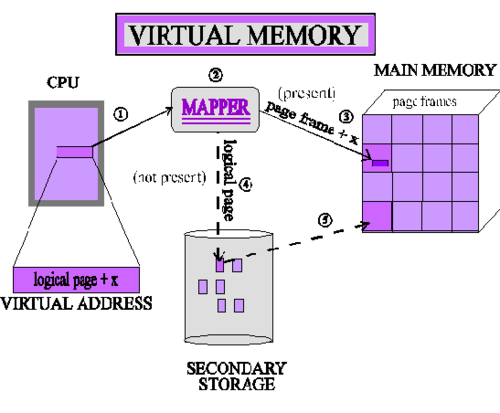 VIRTUAL MEMORY
CPU
②
MAIN MEMORY
MAPPER
(present)
page frames
①
③
page frame + x
(not present)
logical page
④
⑤
logical page + x
VIRTUAL ADDRESS
SECONDARY
STORAGE